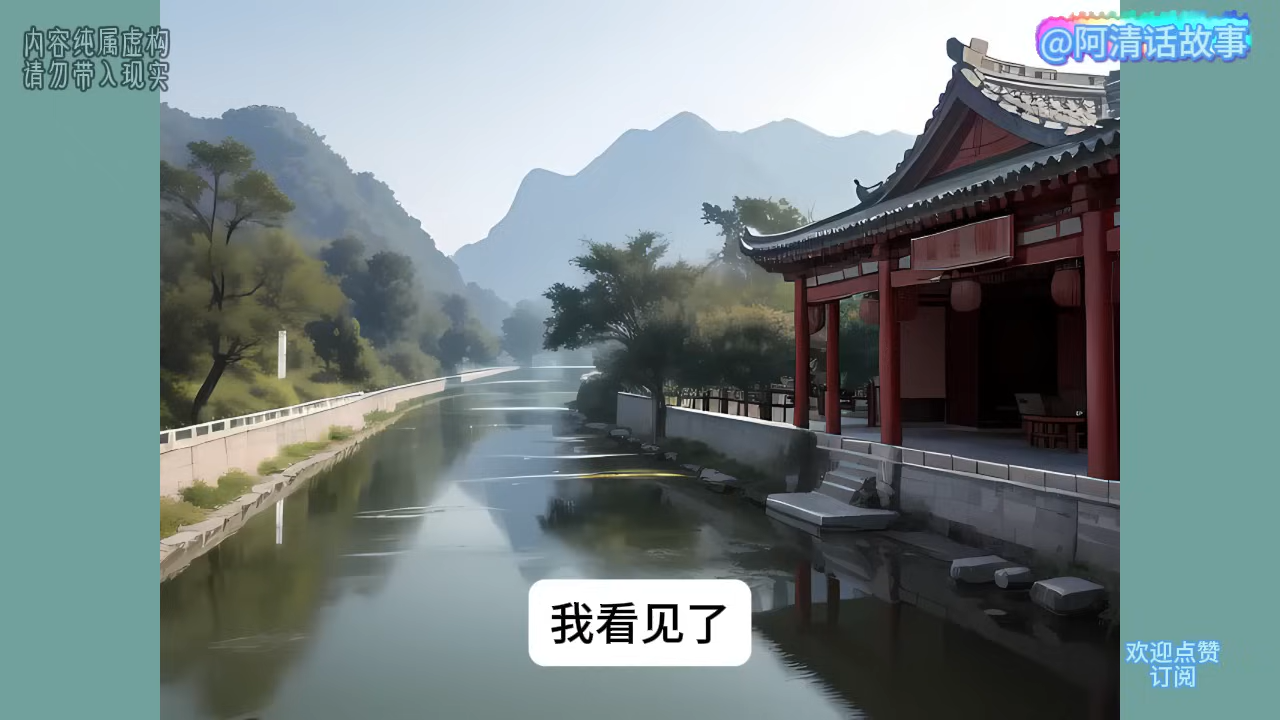 内容纯属虚构
请勿带入现实
@阿清话故事
我看见了
欢迎点赞
订阅